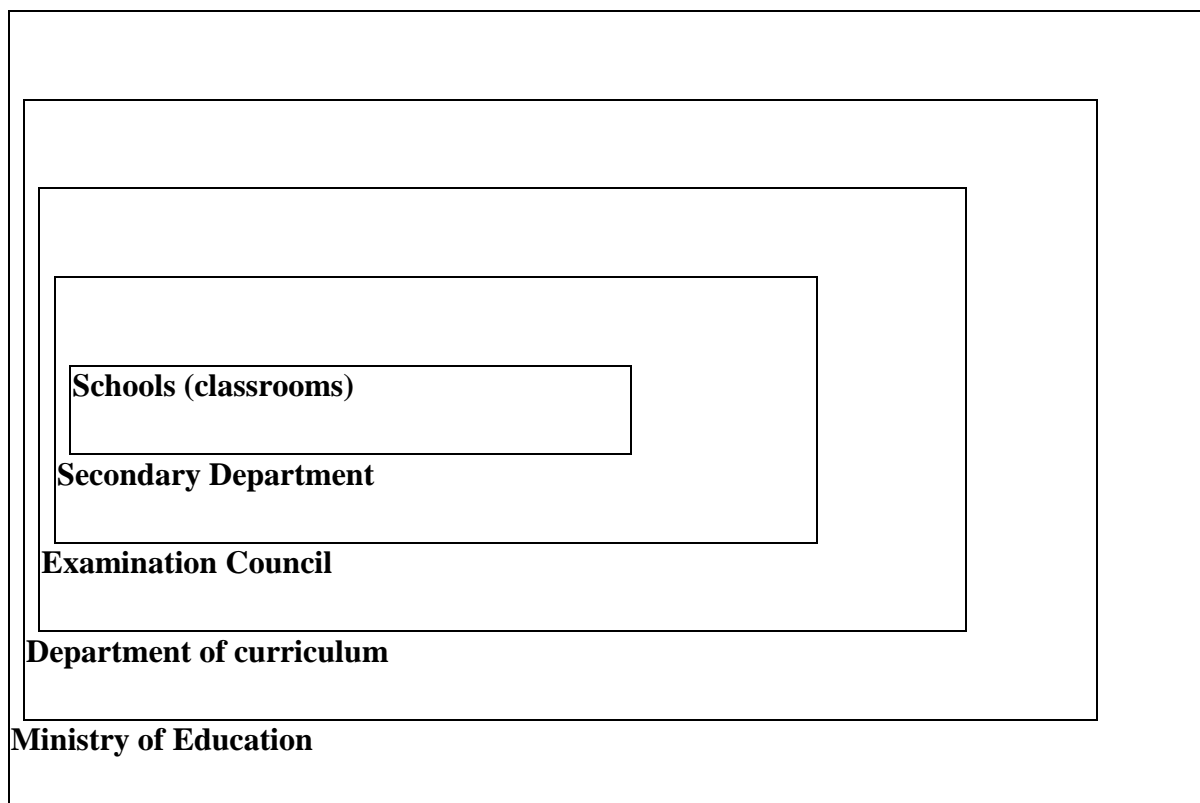 Schools (classrooms)
Secondary Department
Examination Council
Department of curriculum
Ministry of Education